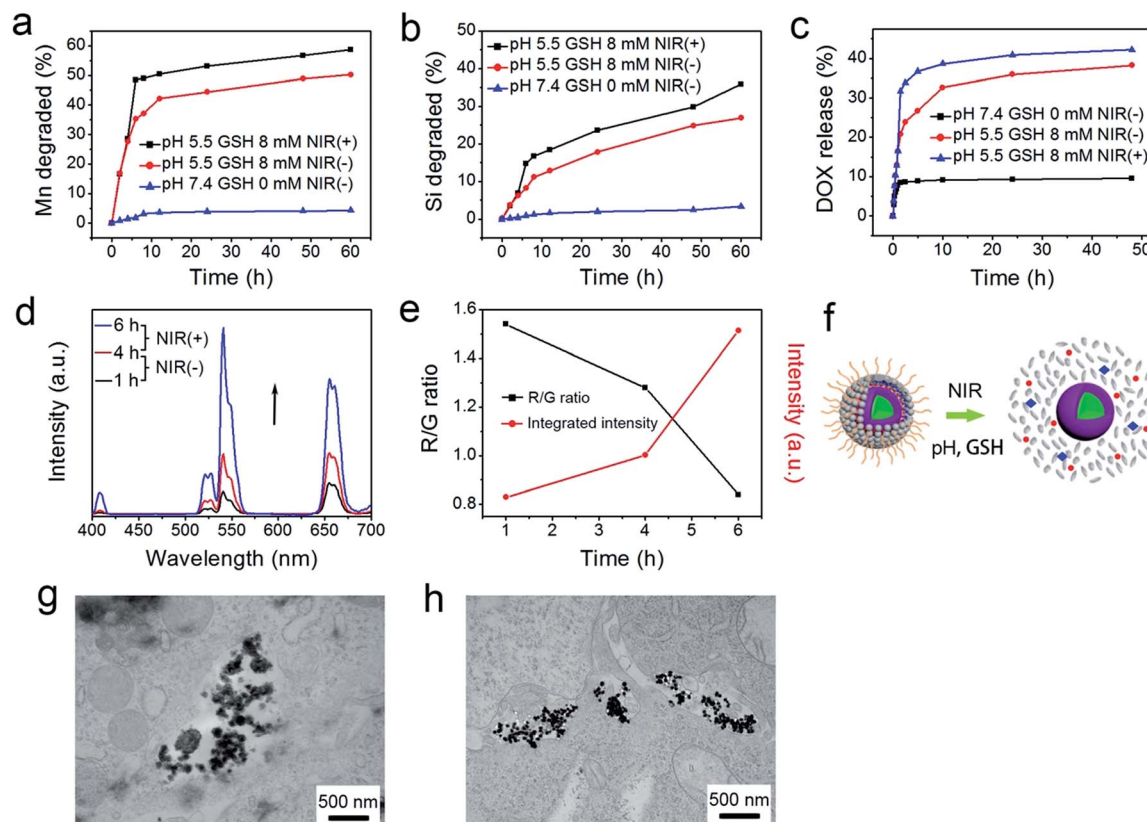 a
Mn degraded (%)
60
50
40
30
20
10
0
pH 5.5 GSH 8 mM NIR(+)
pH 5.5 GSH 8 mM NIR(-)
pH 7.4 GSH 0 mM NIR(-)
0 10 20 30 40 50 60
Time (h)
b
Si degraded (%)
50
40
30
20
10
0
pH 5.5 GSH 8 mM NIR(+)
pH 5.5 GSH 8 mM NIR(-)
pH 7.4 GSH 0 mM NIR(-)
0 10 20 30 40 50 60
Time (h)
c
DOX release (%)
45
40
35
30
25
20
15
10
5
0
pH 7.4 GSH 0 mM NIR(-)
pH 5.5 GSH 8 mM NIR(-)
pH 5.5 GSH 8 mM NIR(+)
0 10 20 30 40 50
Time (h)
d
Intensity (a.u.)
6 h
4 h
1 h
NIR(+)
NIR(-)
400 450 500 550 600 650 700
Wavelength (nm)
e
R/G ratio
1.6
1.4
1.2
1.0
0.8
R/G ratio
Integrated intensity
1 2 3 4 5 6
Time (h)
Intensity (a.u.)
f
NIR
pH, GSH
g
500 nm
h
500 nm